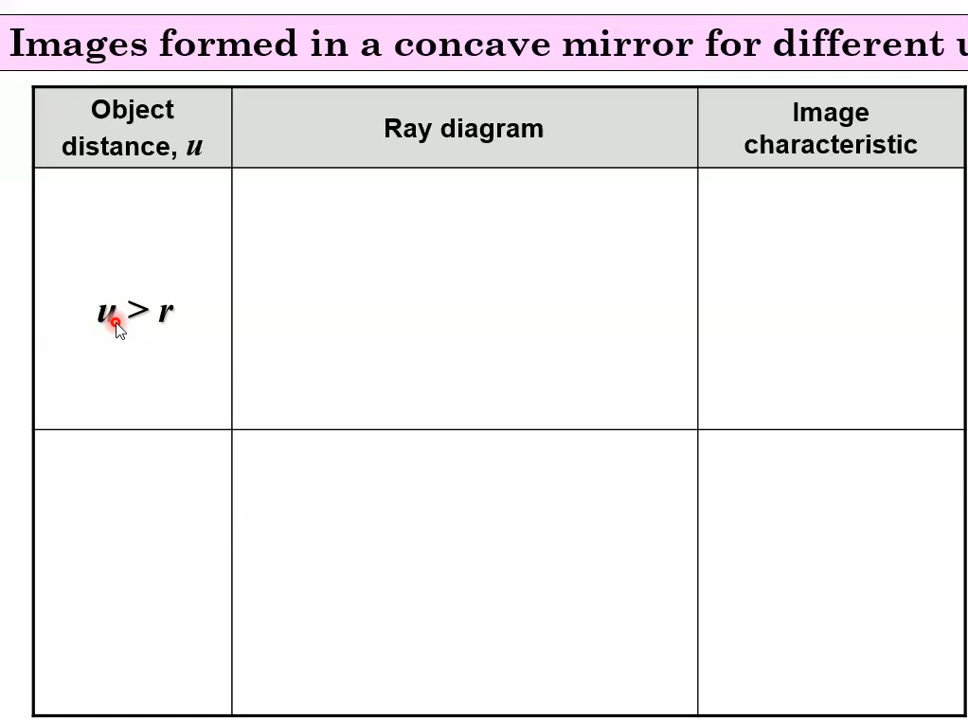 Images formed in a concave mirror for different u
Object
distance, u
Ray diagram
Image
characteristic
u > r